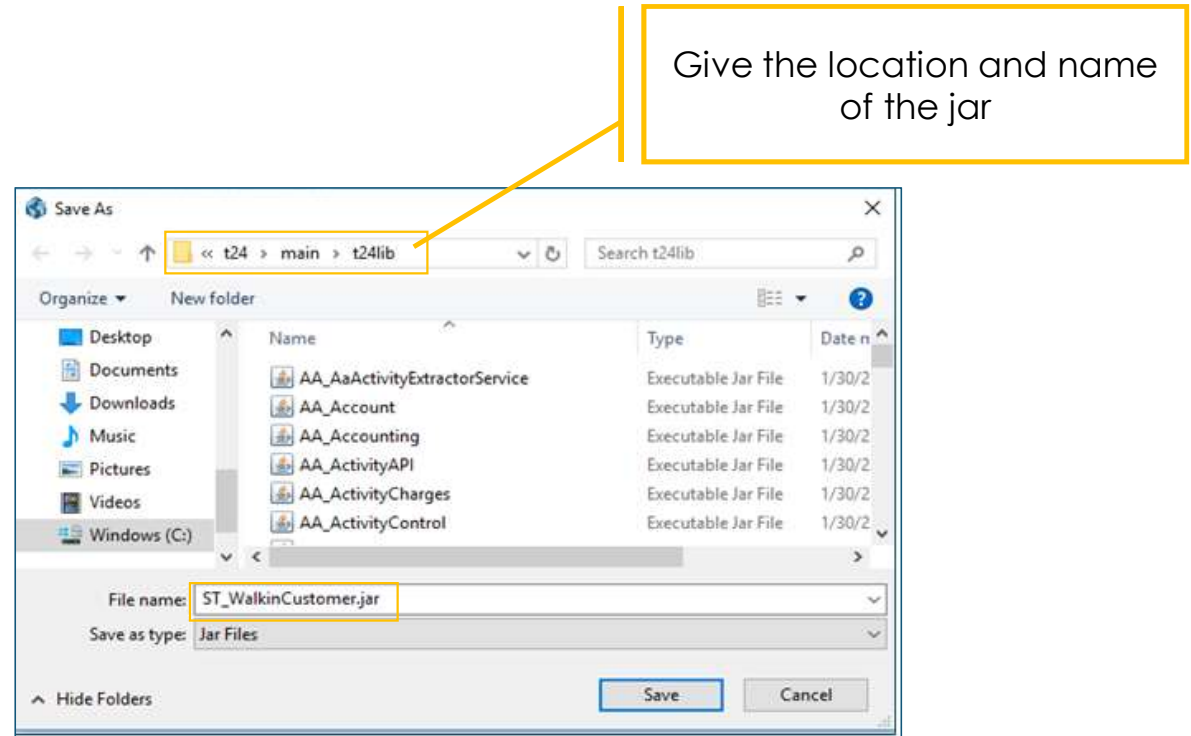 Give the location and name
of the jar
Save As
« t24 > main > t24lib
Search t24lib
Organize
New folder
Name
Type
Date n
Desktop
Documents
Downloads
Music
Pictures
Videos
Windows (C:)
AA_AaActivityExtractorService Executable Jar File 1/30/2
AA_Account Executable Jar File 1/30/2
AA_Accounting Executable Jar File 1/30/2
AA_ActivityAPI Executable Jar File 1/30/2
AA_ActivityCharges Executable Jar File 1/30/2
AA_ActivityControl Executable Jar File 1/30/2
File name: ST_WalkinCustomer.jar
Save as type: Jar Files
Hide Folders
Save
Cancel